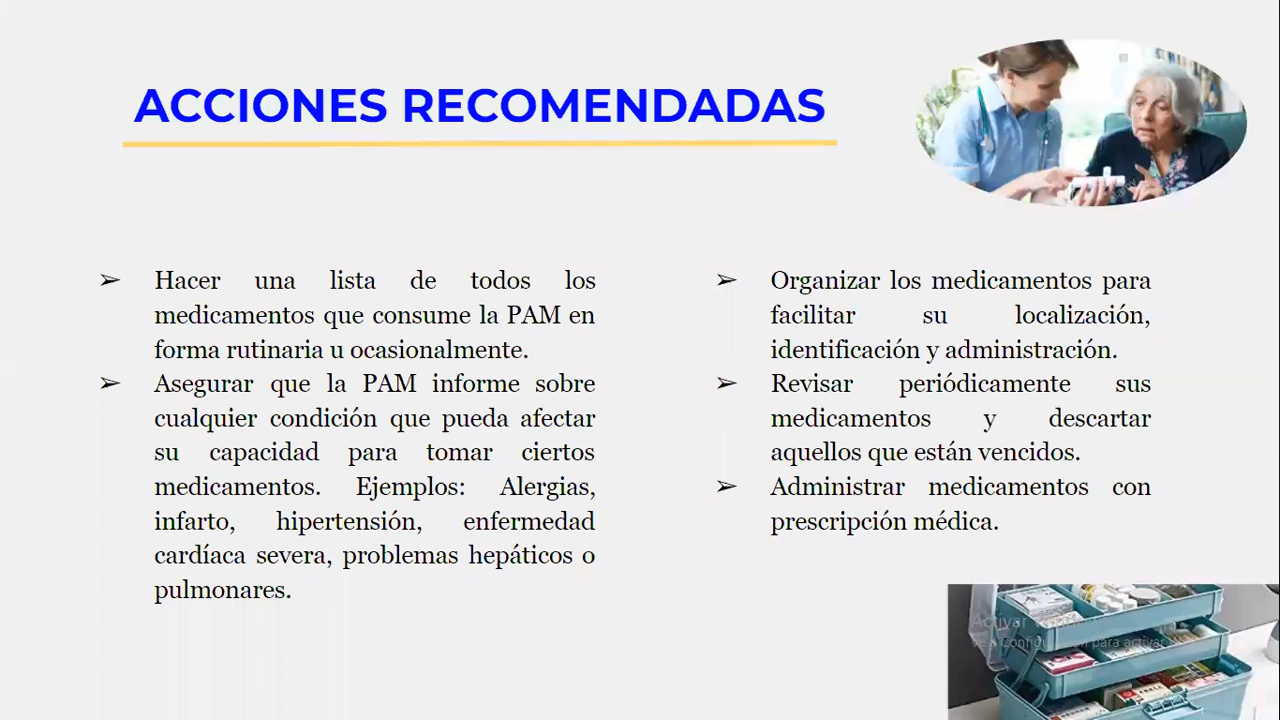 ACCIONES RECOMENDADAS
➢ Hacer una lista de todos los
medicamentos que consume la PAM en
forma rutinaria u ocasionalmente.
➢ Asegurar que la PAM informe sobre
cualquier condición que pueda afectar
su capacidad para tomar ciertos
medicamentos. Ejemplos: Alergias,
infarto, hipertensión, enfermedad
cardíaca severa, problemas hepáticos o
pulmonares.
➢ Organizar los medicamentos para
facilitar su localización,
identificación y administración.
➢ Revisar periódicamente sus
medicamentos y descartar
aquellos que están vencidos.
➢ Administrar medicamentos con
prescripción médica.
Activar
para activar